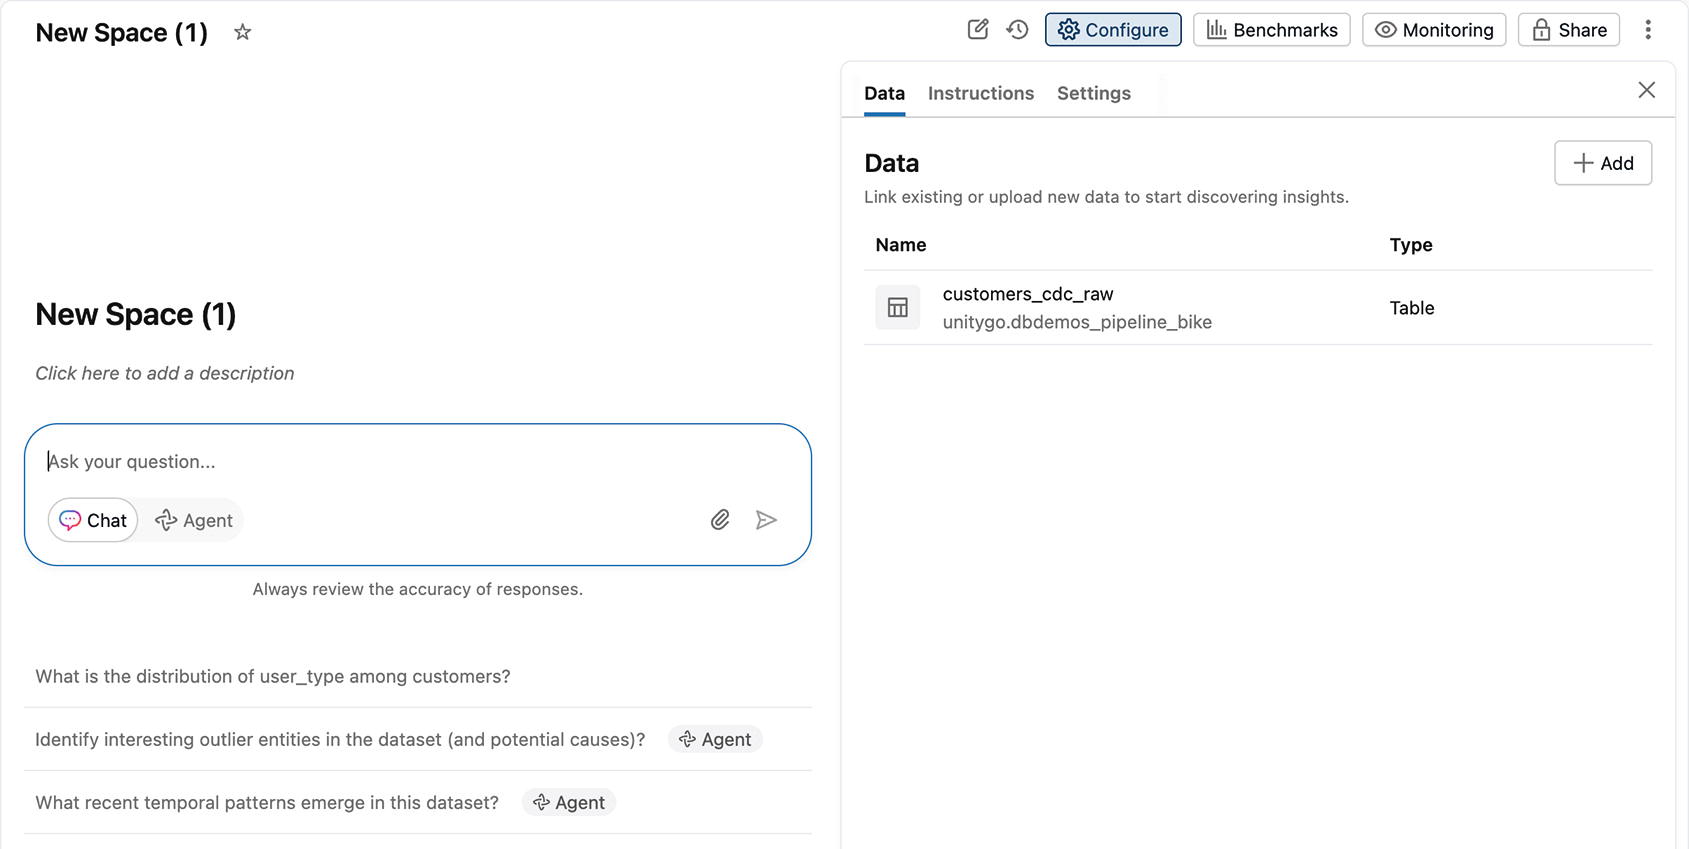 New Space (1)
Configure
Benchmarks
Monitoring
Share
New Space (1)
Click here to add a description
Ask your question...
Chat
Agent
Always review the accuracy of responses.
What is the distribution of user_type among customers?
Identify interesting outlier entities in the dataset (and potential causes)? Agent
What recent temporal patterns emerge in this dataset? Agent
Data Instructions Settings
Data
Add
Link existing or upload new data to start discovering insights.
Name Type
customers_cdc_raw
unitygo.dbdemos_pipeline_bike
Table